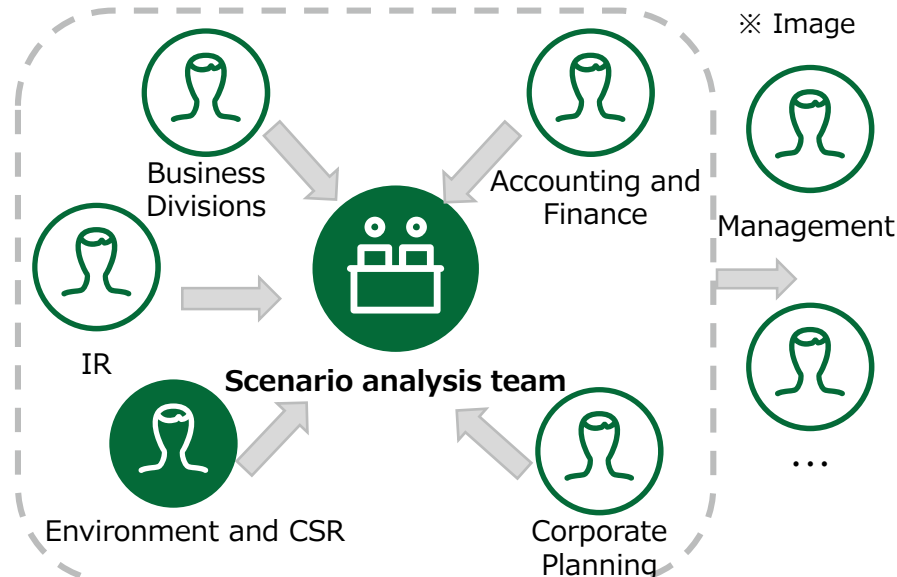 ※ Image
Business
Divisions
Accounting and
Finance
Management
IR
Scenario analysis team
Environment and CSR
Corporate
Planning
…